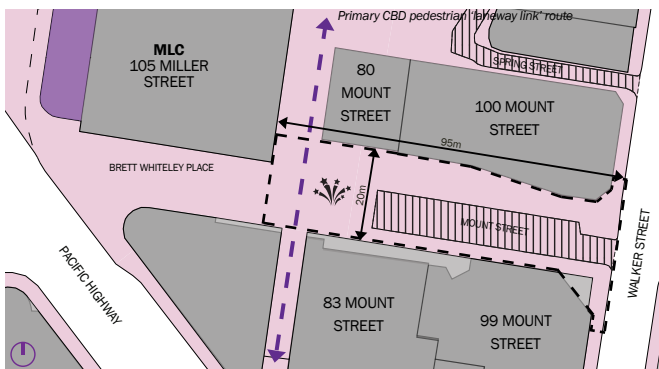 Primary CBD pedestrian 'laneway link' route
MLC
105 MILLER
STREET
80
MOUNT
STREET
SPRING STREET
100 MOUNT
STREET
95m
BRETT WHITELEY PLACE
20m
MOUNT STREET
PACIFIC HIGHWAY
WALKER STREET
83 MOUNT
STREET
99 MOUNT
STREET